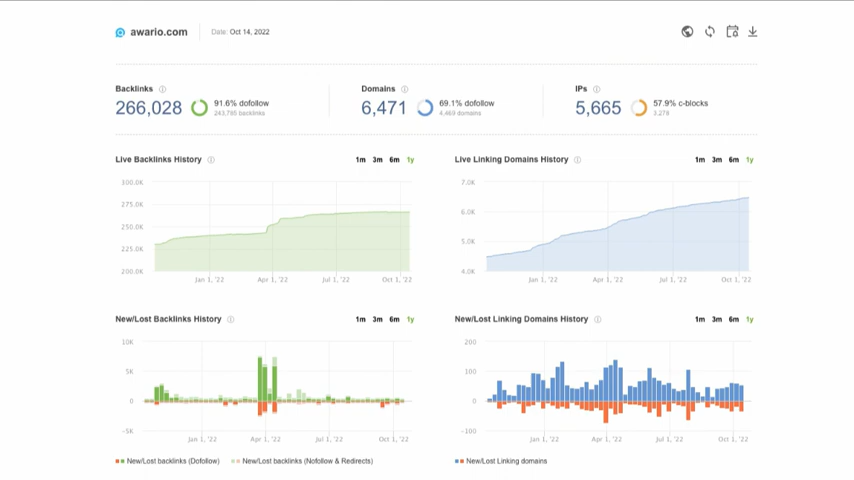 awario.com Date: Oct 14, 2022
Backlinks Domains IPs
266,028 91.6% dofollow 6,471 69.1% dofollow 5,665 57.9% c-blocks
243,795 backlinks 4,469 domains 3,278
Live Backlinks History 1m 3m 6m 1y Live Linking Domains History 1m 3m 6m 1y
300.0K 7.0K
275.0K 6.0K
250.0K
225.0K 5.0K
200.0K 4.0K
Jan 1, '22 Apr 1, '22 Jul 1, '22 Oct 1, '22 Jan 1, '22 Apr 1, '22 Jul 1, '22 Oct 1, '22
New/Lost Backlinks History 1m 3m 6m 1y New/Lost Linking Domains History 1m 3m 6m 1y
10K 200
5K 100
0 0
-5K -100
Jan 1, '22 Apr 1, '22 Jul 1, '22 Oct 1, '22 Jan 1, '22 Apr 1, '22 Jul 1, '22 Oct 1, '22
New/Lost backlinks (Dofollow) New/Lost backlinks (Nofollow & Redirects) New/Lost Linking domains